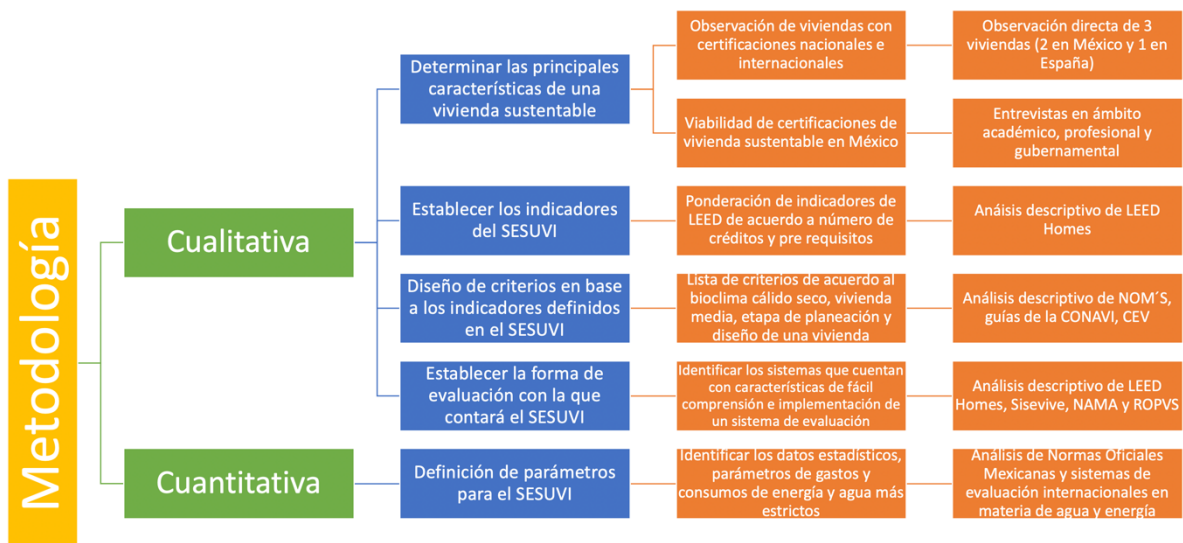 Metodología
Cualitativa
Determinar las principales
características de una
vivienda sustentable
Observación de viviendas con
certificaciones nacionales e
internacionales
Observación directa de 3
viviendas (2 en México y 1 en
España)
Viabilidad de certificaciones de
vivienda sustentable en México
Entrevistas en ámbito
académico, profesional y
gubernamental
Establecer los indicadores
del SESUVI
Ponderación de indicadores de
LEED de acuerdo a número de
créditos y pre requisitos
Anáisis descriptivo de LEED
Homes
Diseño de criterios en base
a los indicadores definidos
en el SESUVI
Lista de criterios de acuerdo al
bioclima cálido seco, vivienda
media, etapa de planeación y
diseño de una vivienda
Análisis descriptivo de NOM´S,
guías de la CONAVI, CEV
Establecer la forma de
evaluación con la que
contará el SESUVI
Identificar los sistemas que cuentan
con características de fácil
comprensión e implementación de
un sistema de evaluación
Análisis descriptivo de LEED
Homes, Sisevive, NAMA y ROPVS
Cuantitativa
Definición de parámetros
para el SESUVI
Identificar los datos estadísticos,
parámetros de gastos y
consumos de energía y agua más
estrictos
Análisis de Normas Oficiales
Mexicanas y sistemas de
evaluación internacionales en
materia de agua y energía